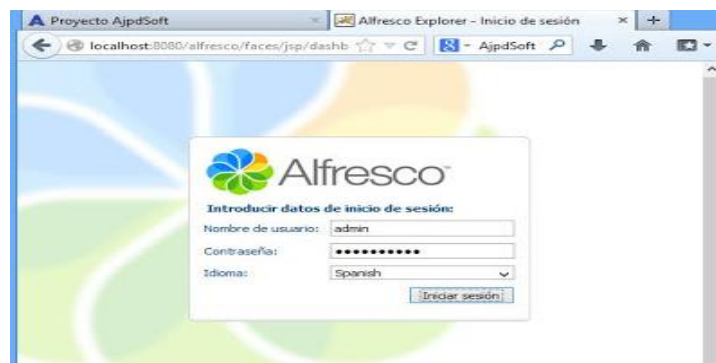 Proyecto AjpdSoft
Alfresco Explorer - Inicio de sesión
localhost:8080/alfresco/faces/jsp/dashb
AjpdSoft
Alfresco
Introducir datos de inicio de sesión:
Nombre de usuario: admin
Contraseña: ••••••••••
Idioma: Spanish
Iniciar sesión